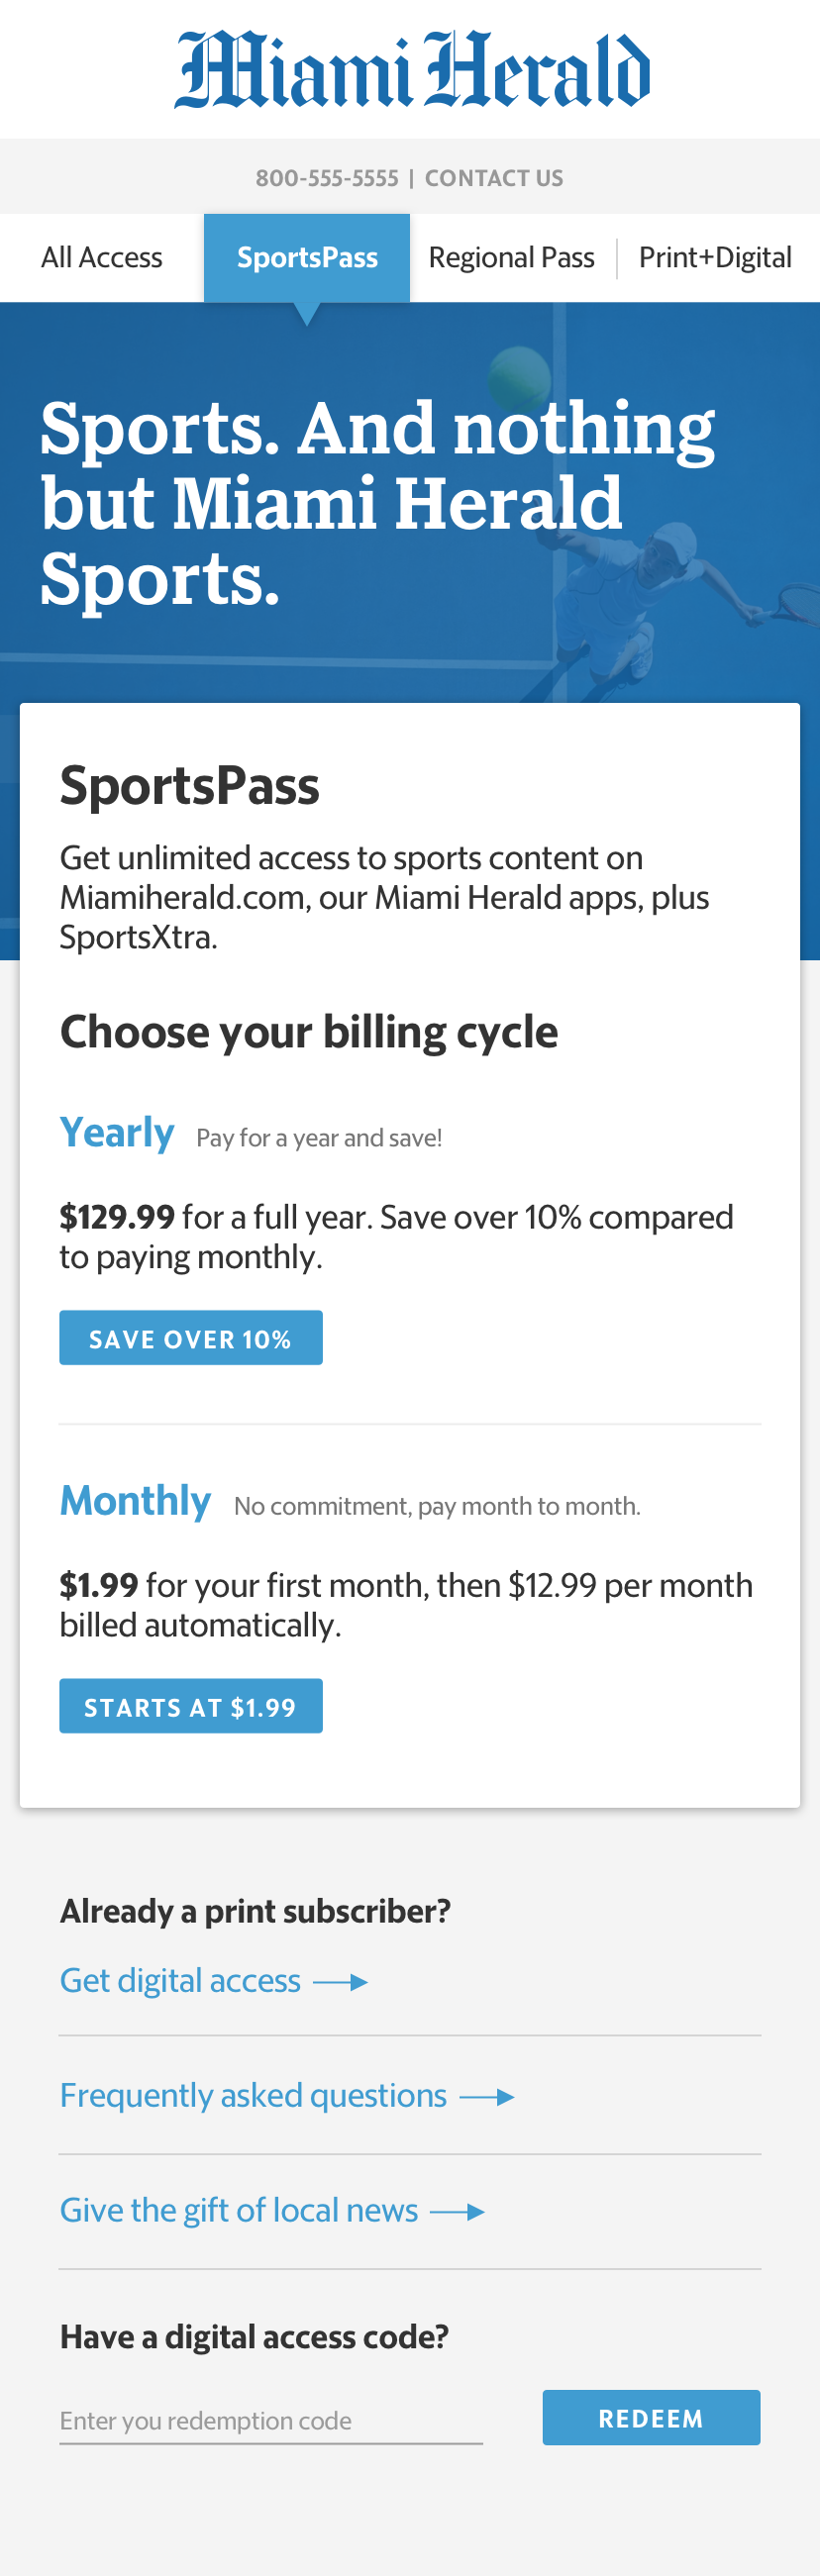 Miami Herald
800-555-5555 | CONTACT US
All Access SportsPass Regional Pass Print+Digital
Sports. And nothing
but Miami Herald
Sports.
SportsPass
Get unlimited access to sports content on
Miamiherald.com, our Miami Herald apps, plus
SportsXtra.
Choose your billing cycle
Yearly Pay for a year and save!
$129.99 for a full year. Save over 10% compared
to paying monthly.
SAVE OVER 10%
Monthly No commitment, pay month to month.
$1.99 for your first month, then $12.99 per month
billed automatically.
STARTS AT $1.99
Already a print subscriber?
Get digital access
Frequently asked questions
Give the gift of local news
Have a digital access code?
Enter you redemption code REDEEM